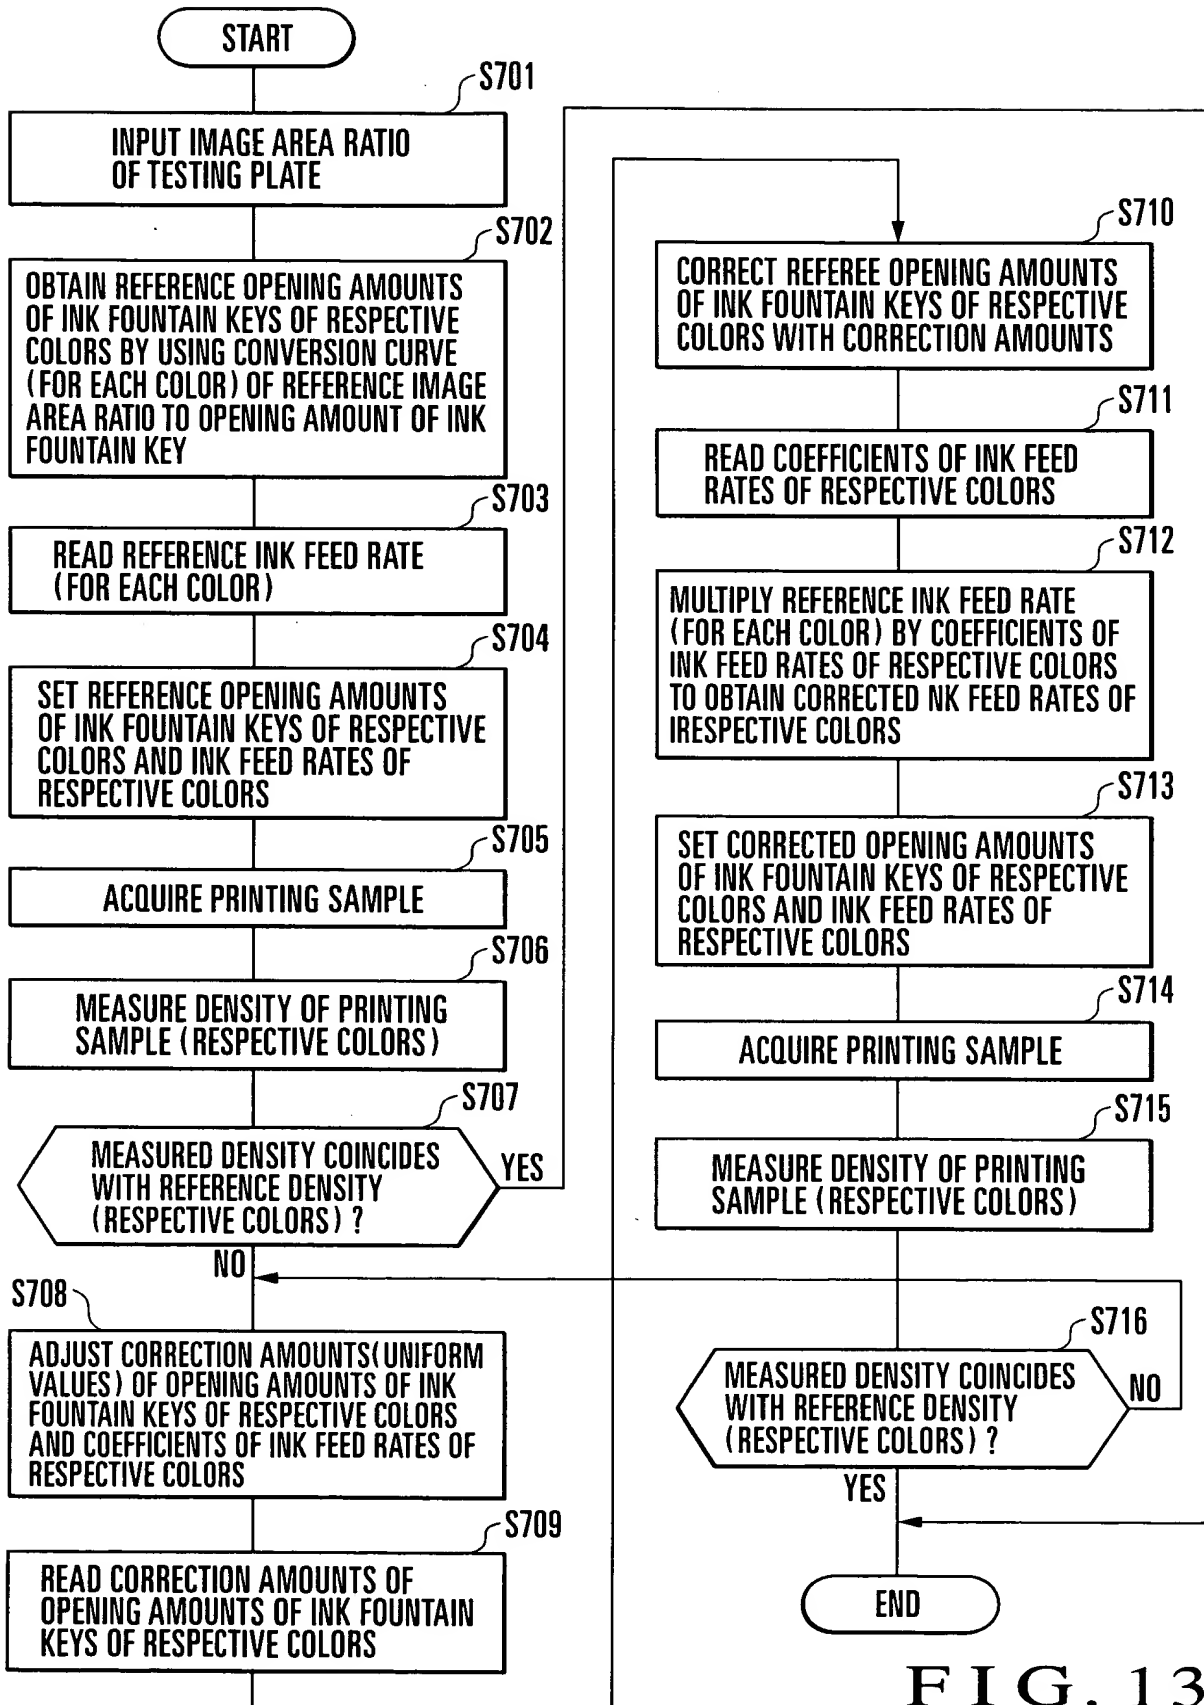 START
S701
INPUT IMAGE AREA RATIO
OF TESTING PLATE
S702
OBTAIN REFERENCE OPENING AMOUNTS
OF INK FOUNTAIN KEYS OF RESPECTIVE
COLORS BY USING CONVERSION CURVE
(FOR EACH COLOR) OF REFERENCE IMAGE
AREA RATIO TO OPENING AMOUNT OF INK
FOUNTAIN KEY
S703
READ REFERENCE INK FEED RATE
(FOR EACH COLOR)
S704
SET REFERENCE OPENING AMOUNTS
OF INK FOUNTAIN KEYS OF RESPECTIVE
COLORS AND INK FEED RATES OF
RESPECTIVE COLORS
S705
ACQUIRE PRINTING SAMPLE
S706
MEASURE DENSITY OF PRINTING
SAMPLE (RESPECTIVE COLORS)
S707
MEASURED DENSITY COINCIDES
WITH REFERENCE DENSITY
(RESPECTIVE COLORS) ?
YES
NO
S708
ADJUST CORRECTION AMOUNTS(UNIFORM
VALUES) OF OPENING AMOUNTS OF INK
FOUNTAIN KEYS OF RESPECTIVE COLORS
AND COEFFICIENTS OF INK FEED RATES OF
RESPECTIVE COLORS
S709
READ CORRECTION AMOUNTS OF
OPENING AMOUNTS OF INK FOUNTAIN
KEYS OF RESPECTIVE COLORS
S710
CORRECT REFEREE OPENING AMOUNTS
OF INK FOUNTAIN KEYS OF RESPECTIVE
COLORS WITH CORRECTION AMOUNTS
S711
READ COEFFICIENTS OF INK FEED
RATES OF RESPECTIVE COLORS
S712
MULTIPLY REFERENCE INK FEED RATE
(FOR EACH COLOR) BY COEFFICIENTS OF
INK FEED RATES OF RESPECTIVE COLORS
TO OBTAIN CORRECTED NK FEED RATES OF
IRESPECTIVE COLORS
S713
SET CORRECTED OPENING AMOUNTS
OF INK FOUNTAIN KEYS OF RESPECTIVE
COLORS AND INK FEED RATES OF
RESPECTIVE COLORS
S714
ACQUIRE PRINTING SAMPLE
S715
MEASURE DENSITY OF PRINTING
SAMPLE (RESPECTIVE COLORS)
S716
MEASURED DENSITY COINCIDES
WITH REFERENCE DENSITY
(RESPECTIVE COLORS) ?
NO
YES
END
FIG. 13